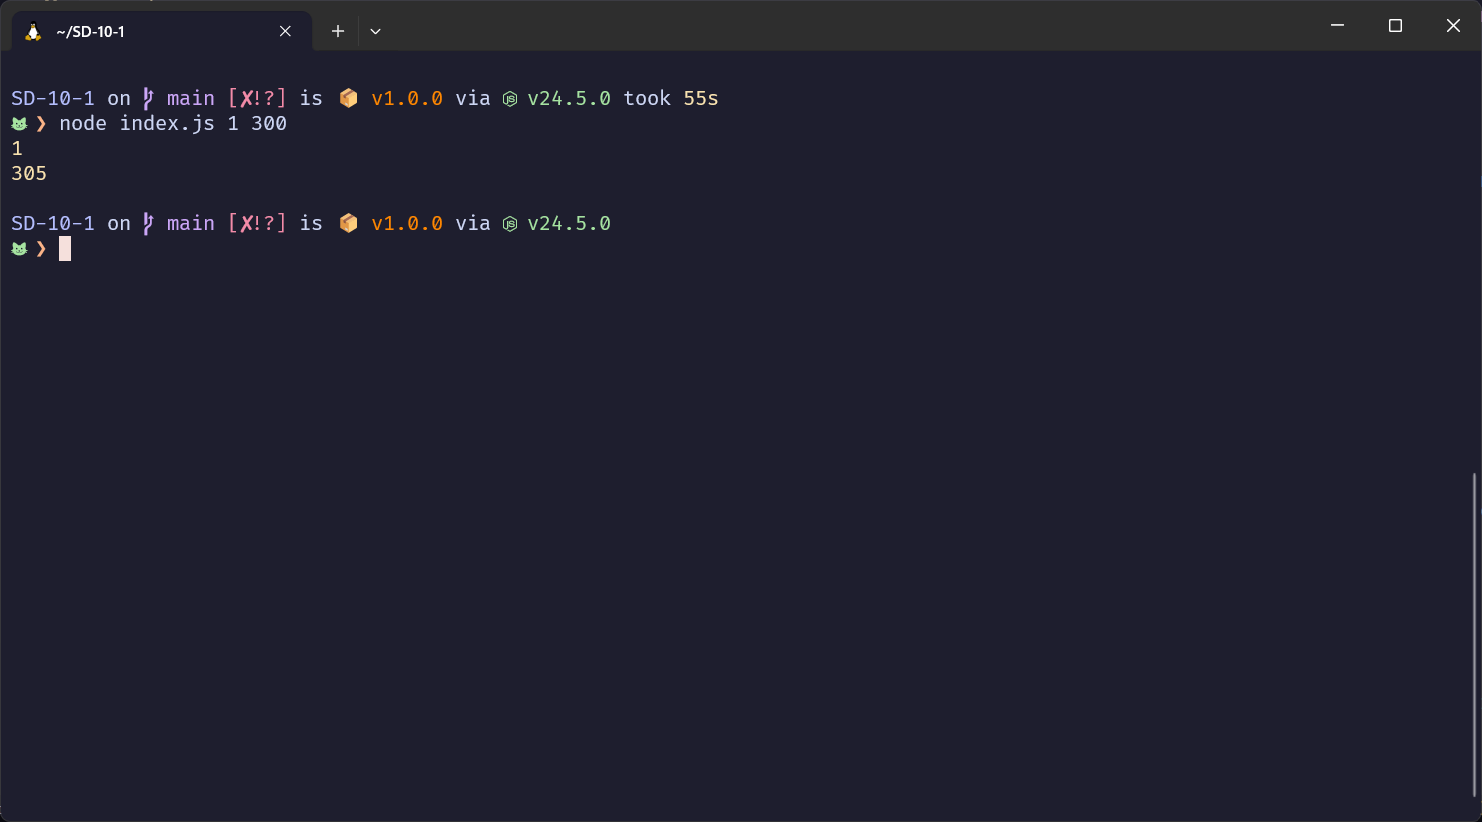 ~/SD-10-1
SD-10-1 on main [✘!?] is 📦 v1.0.0 via v24.5.0 took 55s
❯ node index.js 1 300
1
305
SD-10-1 on main [✘!?] is 📦 v1.0.0 via v24.5.0
❯